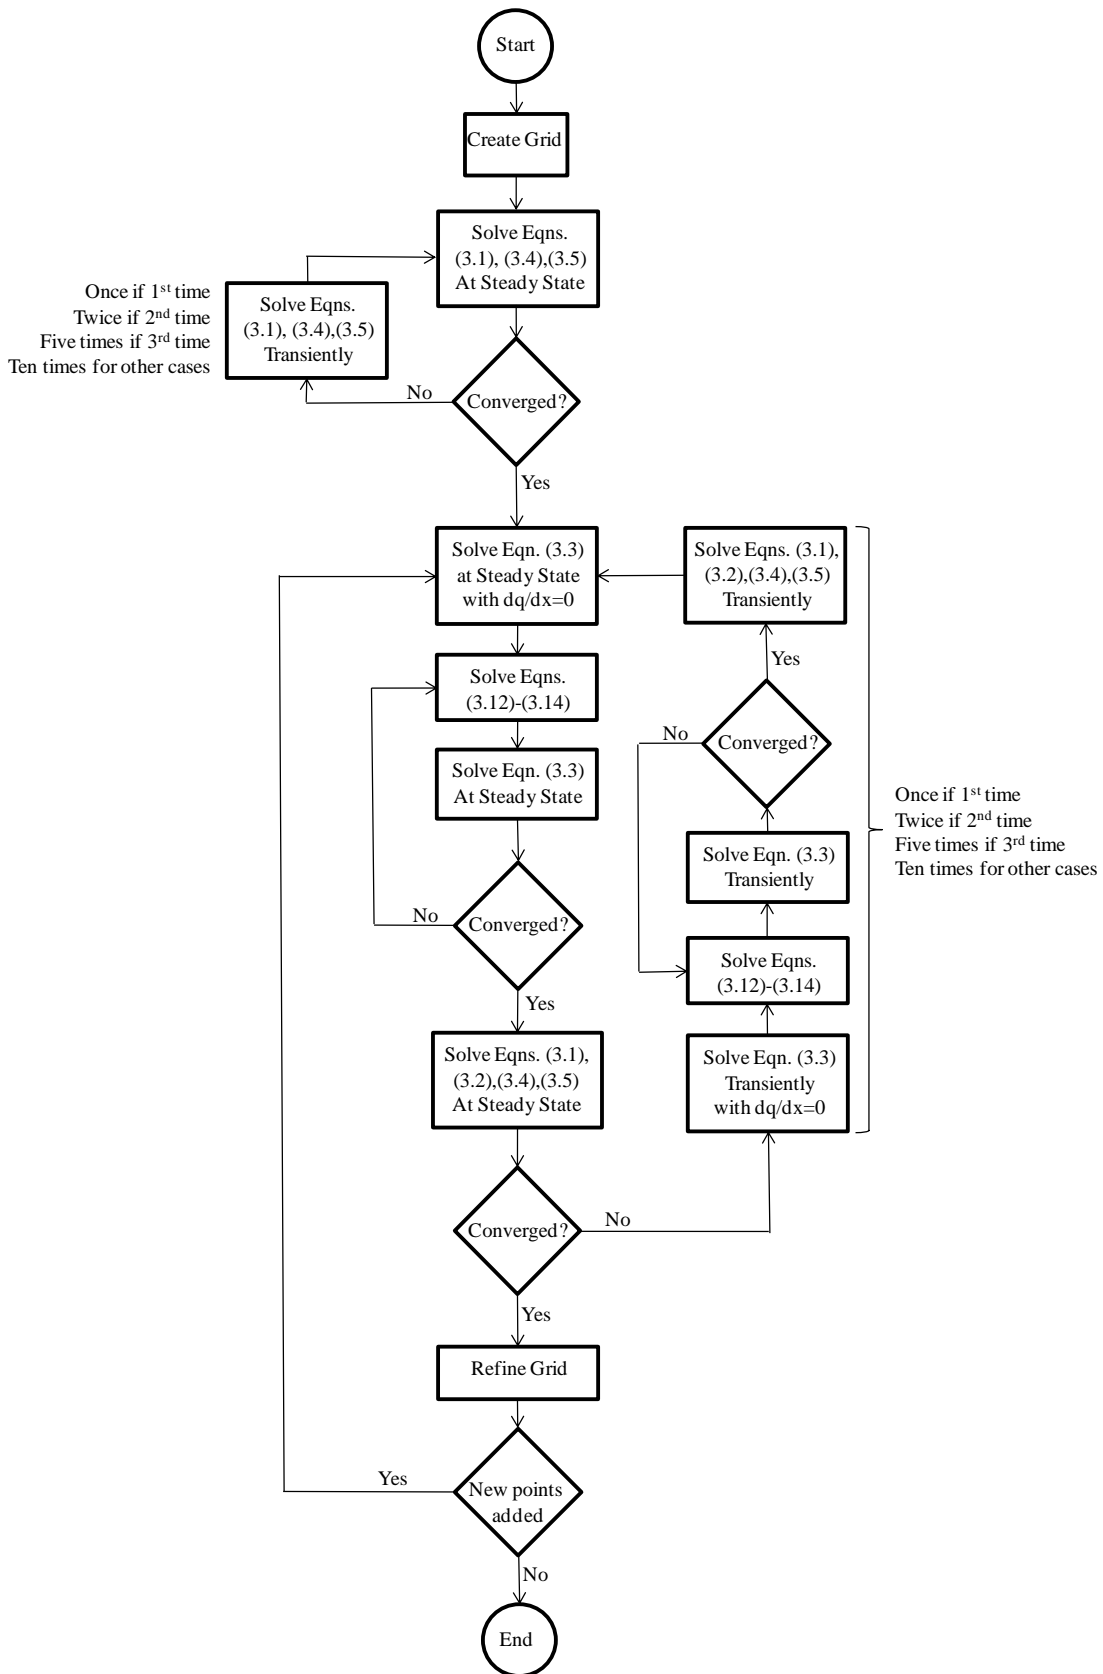 Start
Create Grid
Solve Eqns.
(3.1), (3.4),(3.5)
At Steady State
Once if 1st time
Twice if 2nd time
Five times if 3rd time
Ten times for other cases
Solve Eqns.
(3.1), (3.4),(3.5)
Transiently
No
Converged?
Yes
Solve Eqn. (3.3)
at Steady State
with dq/dx=0
Solve Eqns. (3.1),
(3.2),(3.4),(3.5)
Transiently
Yes
Solve Eqns.
(3.12)-(3.14)
No
Converged?
Solve Eqn. (3.3)
At Steady State
Once if 1st time
Twice if 2nd time
Five times if 3rd time
Ten times for other cases
Solve Eqn. (3.3)
Transiently
No
Converged?
Solve Eqns.
(3.12)-(3.14)
Yes
Solve Eqns. (3.1),
(3.2),(3.4),(3.5)
At Steady State
Solve Eqn. (3.3)
Transiently
with dq/dx=0
Converged?
No
Yes
Refine Grid
Yes
New points
added
No
End